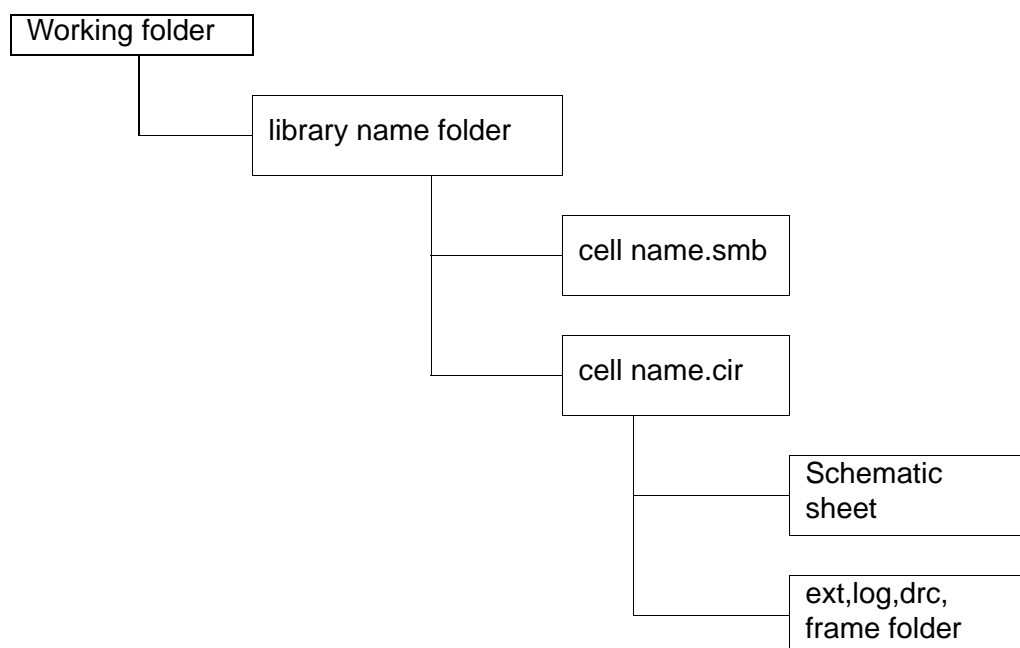 Working folder
library name folder
cell name.smb
cell name.cir
Schematic
sheet
ext,log,drc,
frame folder